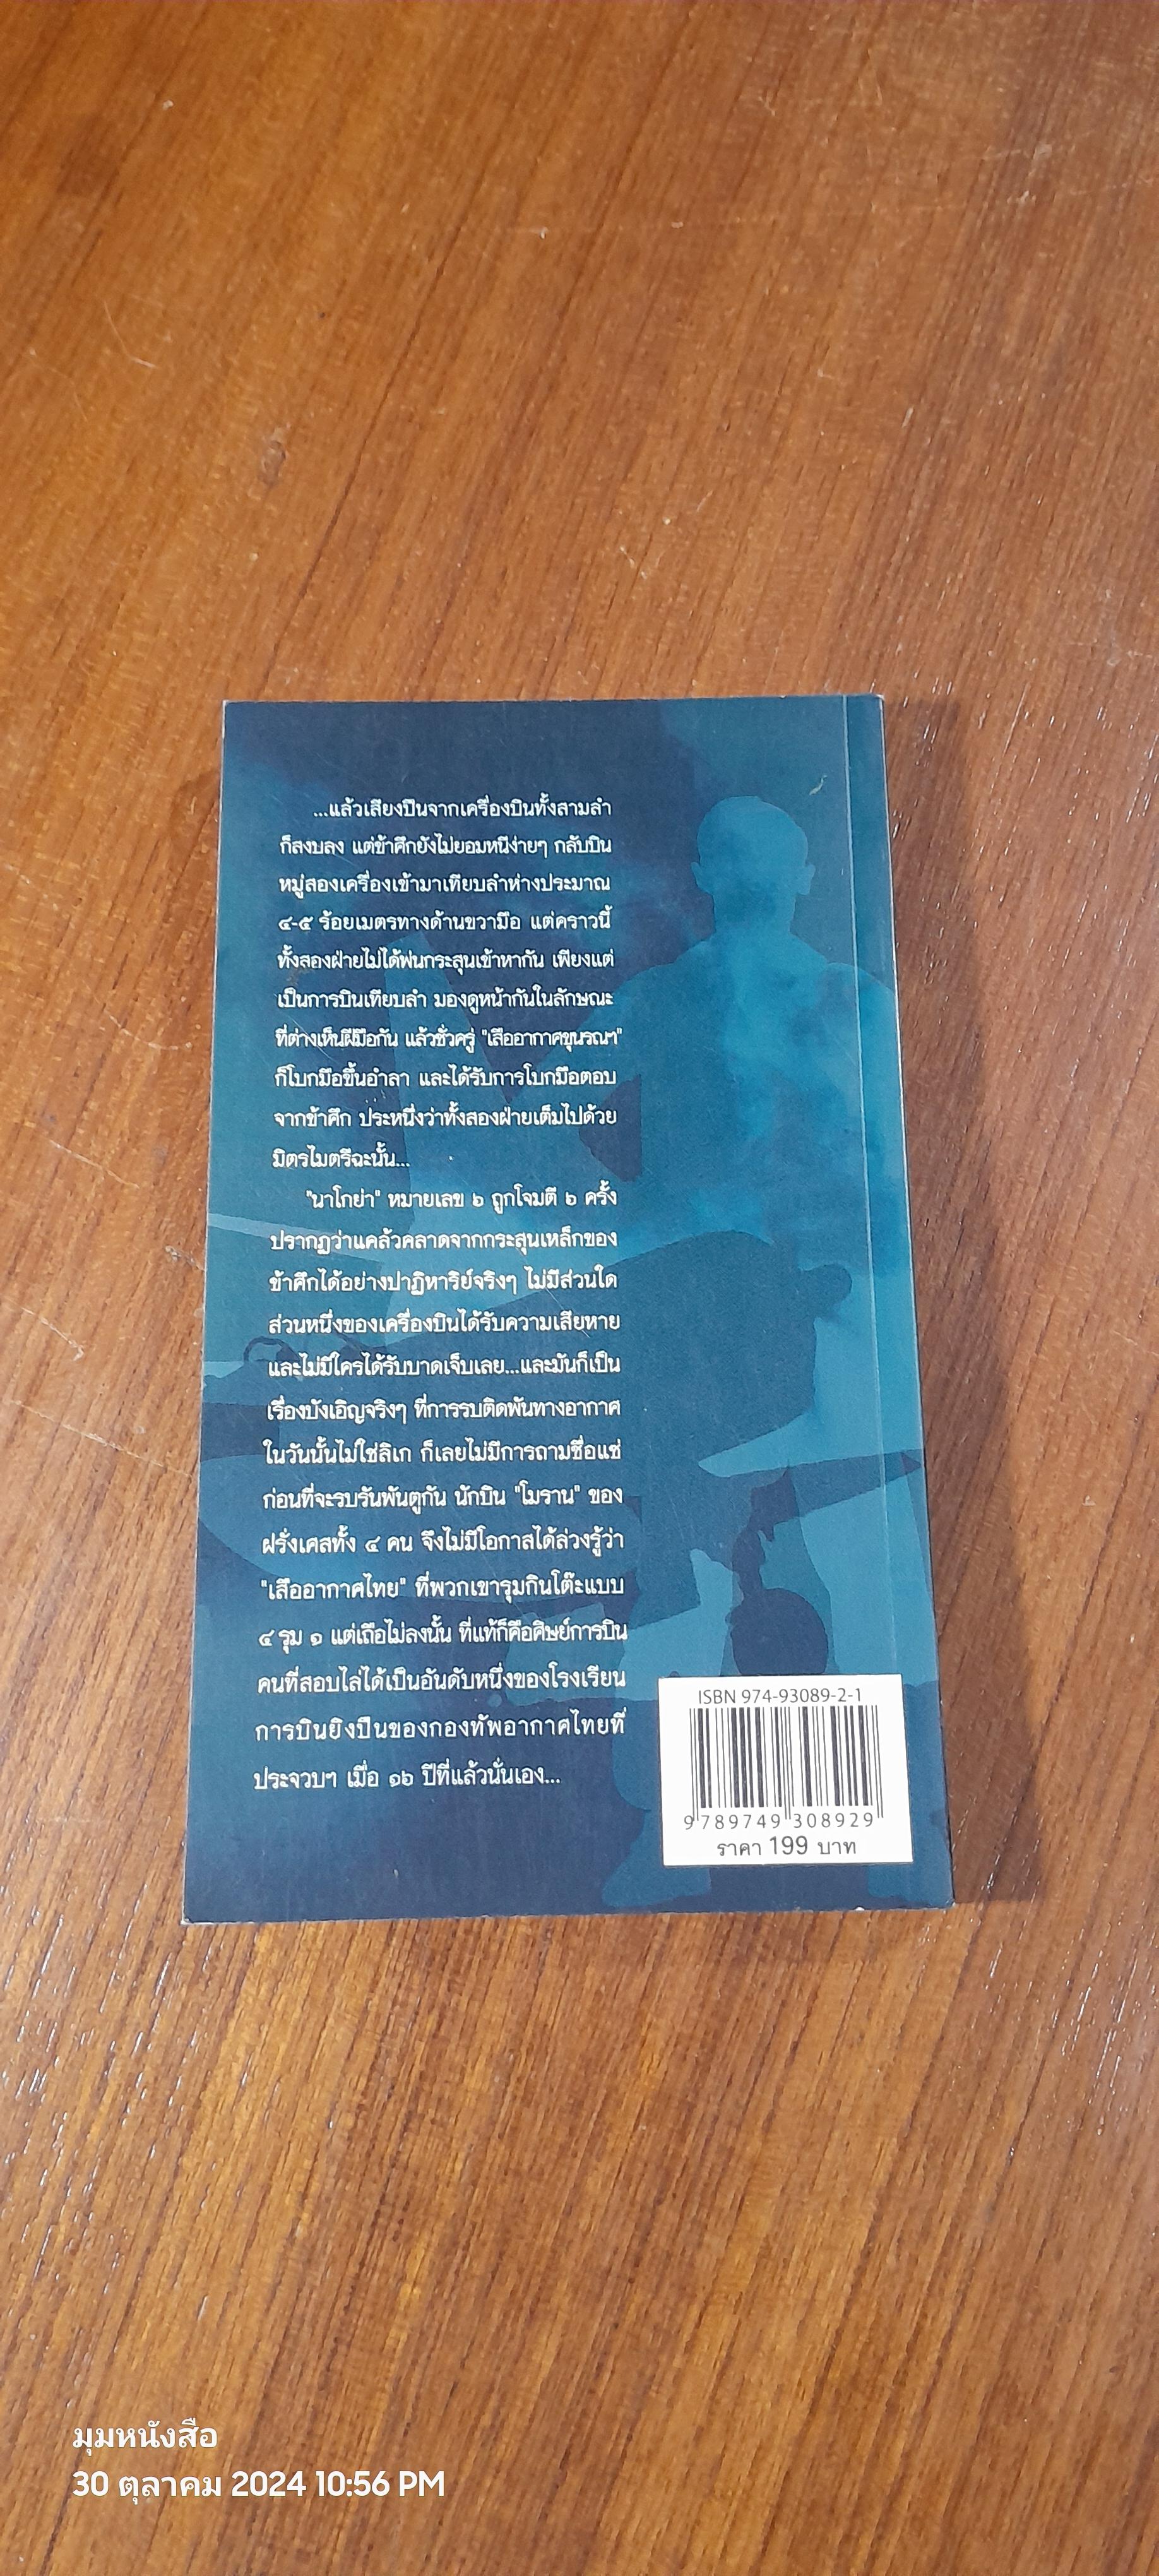 ...แล้วเสียงปืนจากเครื่องบินทั้งสามลำ
ก็สงบลง แต่ข้าศึกยังไม่ยอมหนีง่ายๆ กลับบิน
หมู่สองเครื่องเข้ามาเทียบลำห่างประมาณ
๔-๕ ร้อยเมตรทางด้านขวามือ แต่คราวนี้
ทั้งสองฝ่ายไม่ได้พ่นกระสุนเข้าหากัน เพียงแต่
เป็นการบินเทียบลำ มองดูหน้ากันในลักษณะ
ที่ต่างเห็นฝีมือกัน แล้วชั่วครู่ "เสืออากาศขุนรณฯ"
ก็โบกมือขึ้นอำลา และได้รับการโบกมือตอบ
จากข้าศึก ประหนึ่งว่าทั้งสองฝ่ายเต็มไปด้วย
มิตรไมตรีฉะนั้น...
"นาโกย่า" หมายเลข ๖ ถูกโจมตี ๖ ครั้ง
ปรากฏว่าแคล้วคลาดจากกระสุนเหล็กของ
ข้าศึกได้อย่างปาฏิหาริย์จริงๆ ไม่มีส่วนใด
ส่วนหนึ่งของเครื่องบินได้รับความเสียหาย
และไม่มีใครได้รับบาดเจ็บเลย...และมันก็เป็น
เรื่องบังเอิญจริงๆ ที่การรบติดพันทางอากาศ
ในวันนั้นไม่ใช่ลิเก ก็เลยไม่มีการถามชื่อแซ่
ก่อนที่จะรบรันพันตูกัน นักบิน "โมราน" ของ
ฝรั่งเศสทั้ง ๔ คน จึงไม่มีโอกาสได้ล่วงรู้ว่า
"เสืออากาศไทย" ที่พวกเขารุมกินโต๊ะแบบ
๔ รุม ๑ แต่เถือไม่ลงนั้น ที่แท้ก็คือศิษย์การบิน
คนที่สอบไล่ได้เป็นอันดับหนึ่งของโรงเรียน
การบินยิงปืนของกองทัพอากาศไทยที่
ประจวบฯ เมื่อ ๑๖ ปีที่แล้วนั่นเอง...
ISBN 974-93089-2-1
9 789749 308929
ราคา 199 บาท
มุมหนังสือ
30 ตุลาคม 2024 10:56 PM